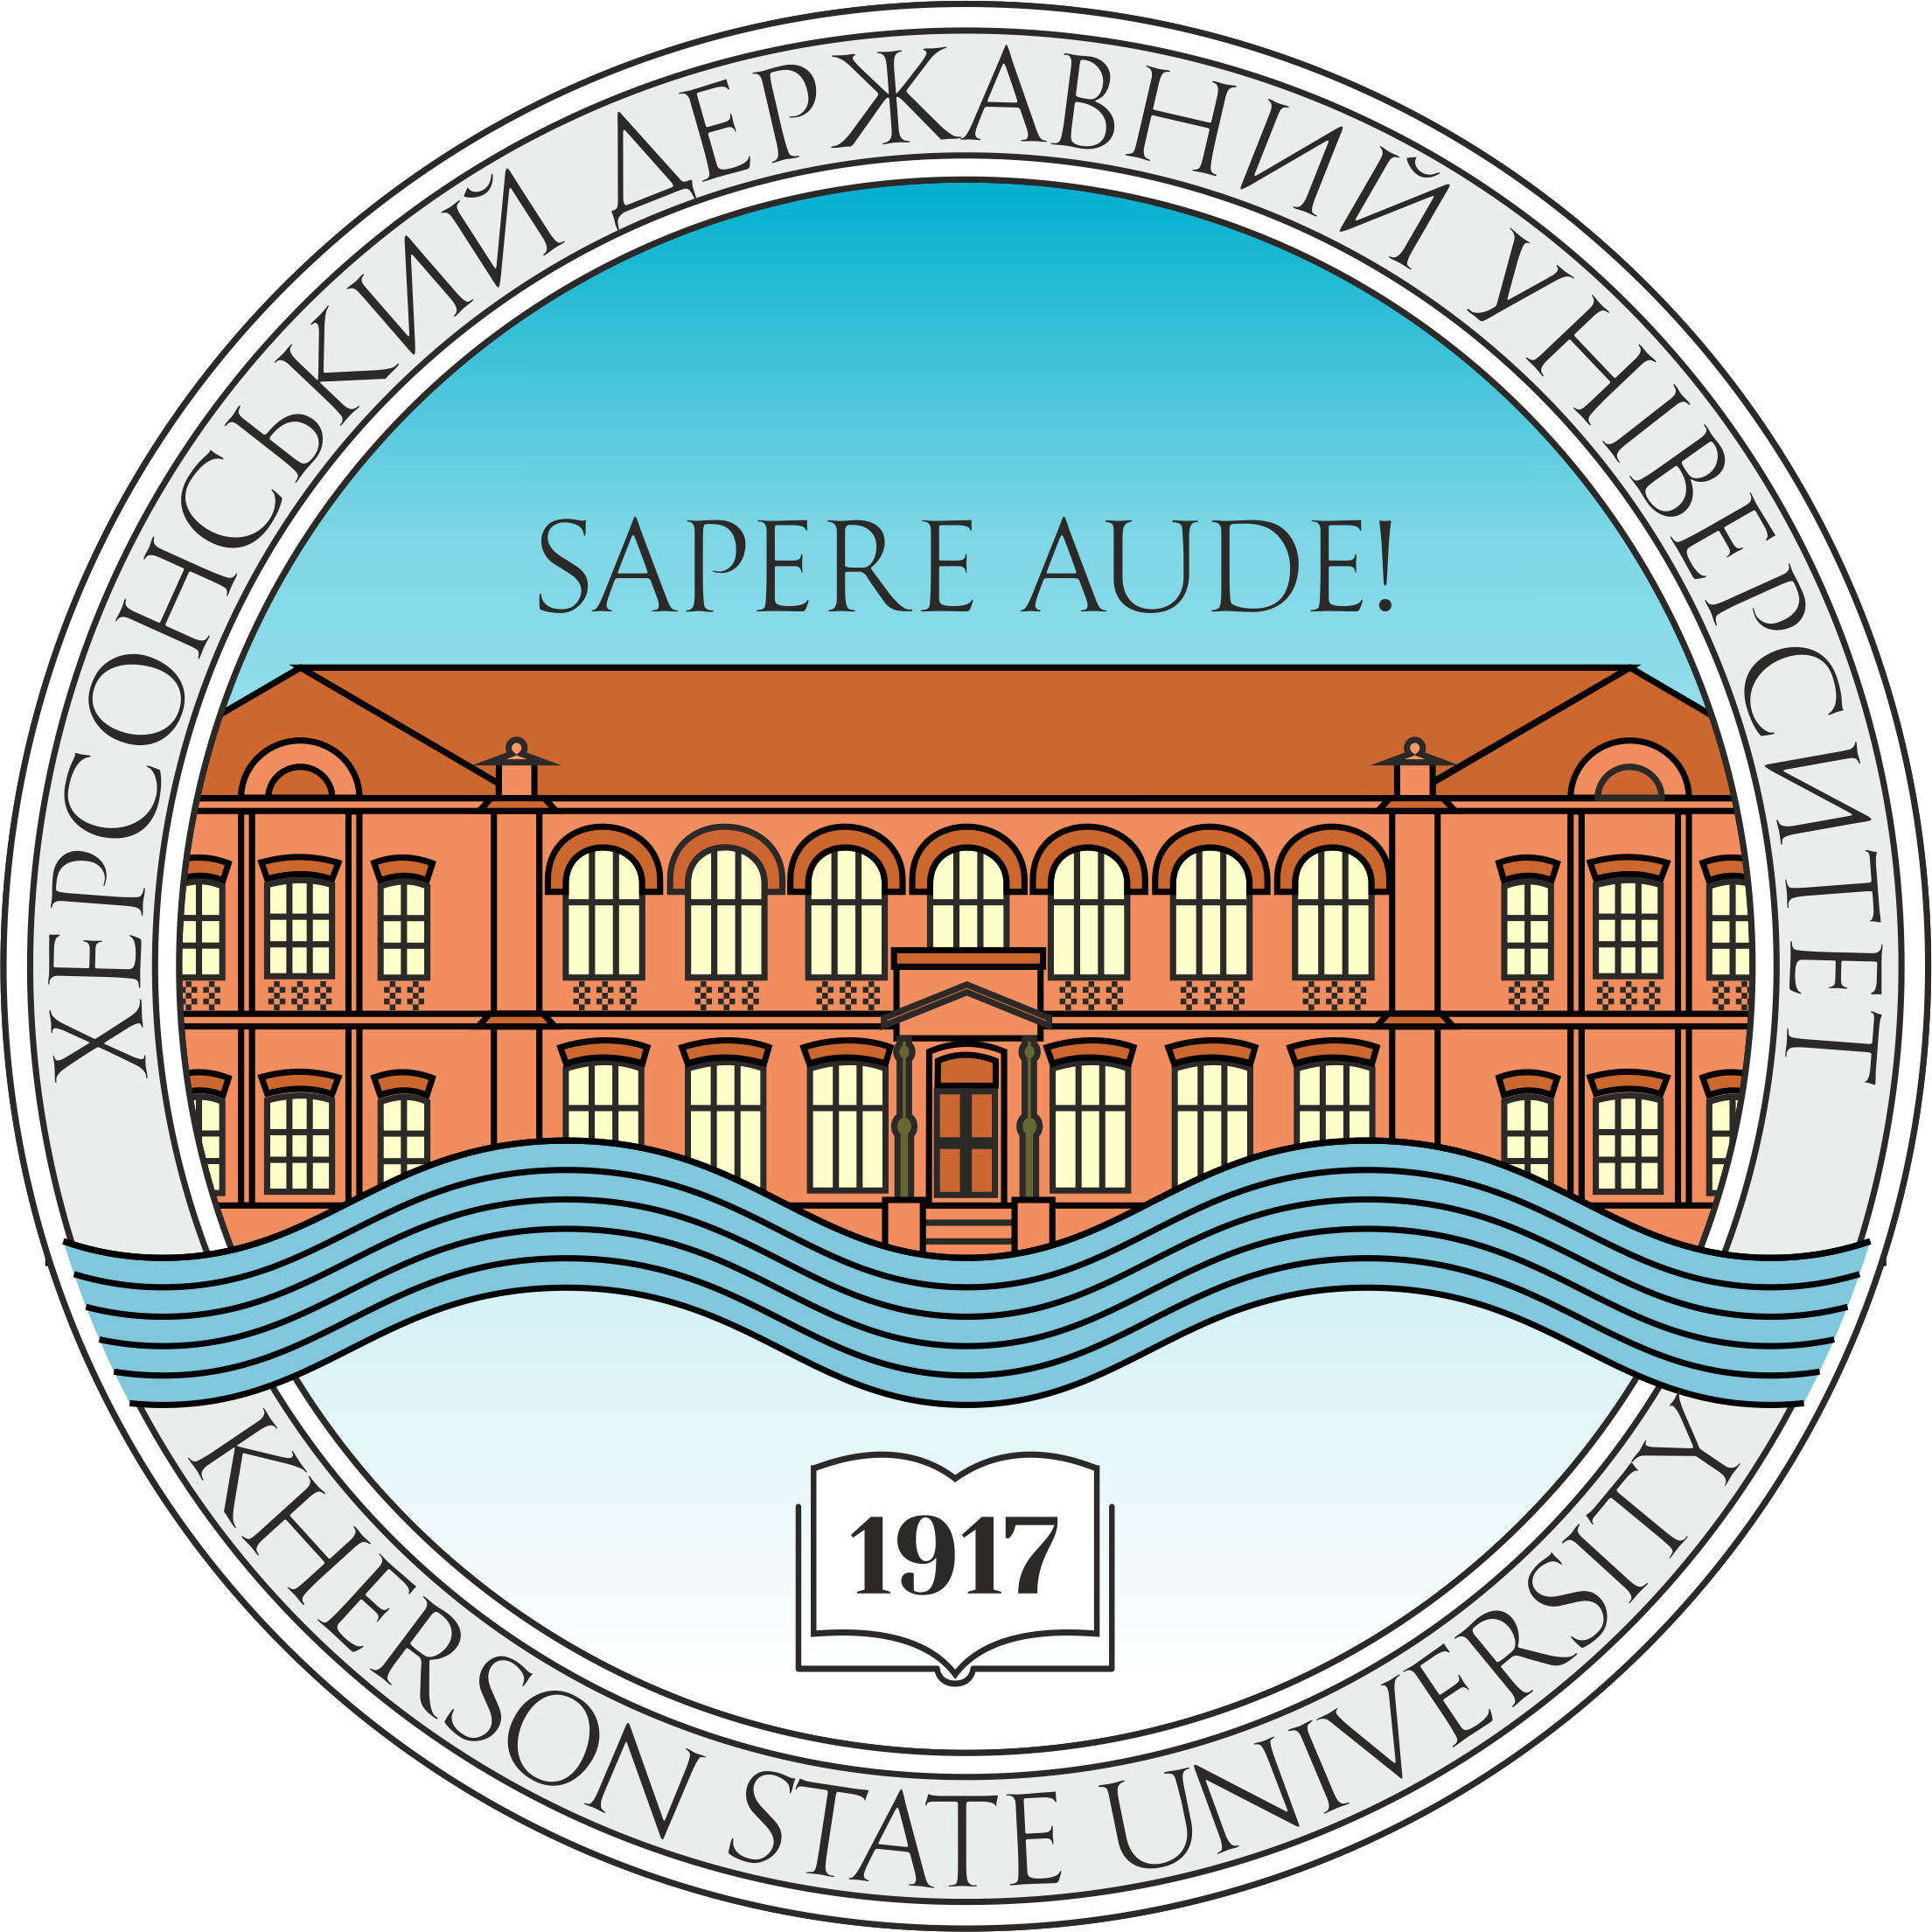 ХЕРСОНСЬКИЙ ДЕРЖАВНИЙ УНІВЕРСИТЕТ
SAPERE AUDE!
1917
KHERSON STATE UNIVERSITY